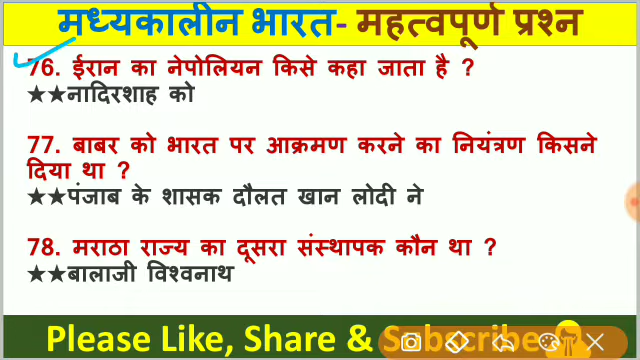 मध्यकालीन भारत- महत्वपूर्ण प्रश्न
76. ईरान का नेपोलियन किसे कहा जाता है ?
★★नादिरशाह को
77. बाबर को भारत पर आक्रमण करने का नियंत्रण किसने
दिया था ?
★★पंजाब के शासक दौलत खान लोदी ने
78. मराठा राज्य का दूसरा संस्थापक कौन था ?
★★बालाजी विश्वनाथ
Please Like, Share & Subscribe